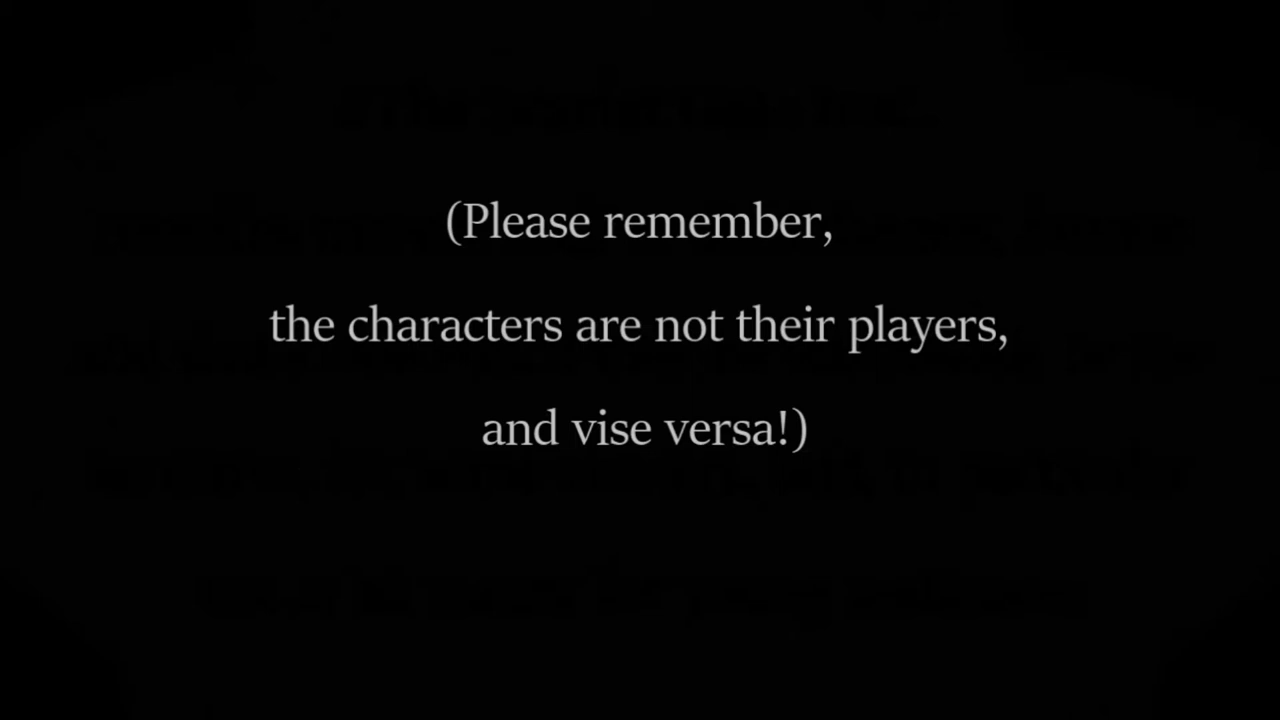 (Please remember,
the characters are not their players,
and vise versa!)